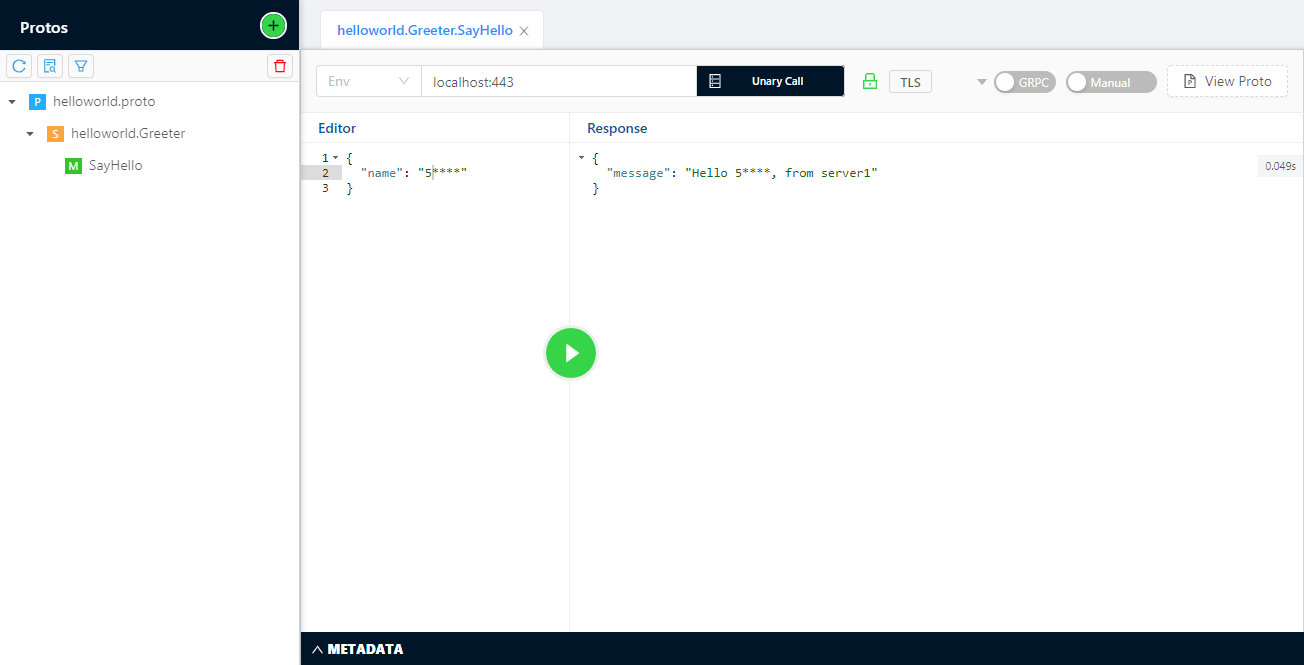 Protos
helloworld.proto
helloworld.Greeter
SayHello
P
S
M
helloworld.Greeter.SayHello
Env
localhost:443
Unary Call
TLS
GRPC
Manual
View Proto
Editor
1 {
2 "name": "5****"
3 }
Response
{
"message": "Hello 5****, from server1"
}
0.049s
METADATA